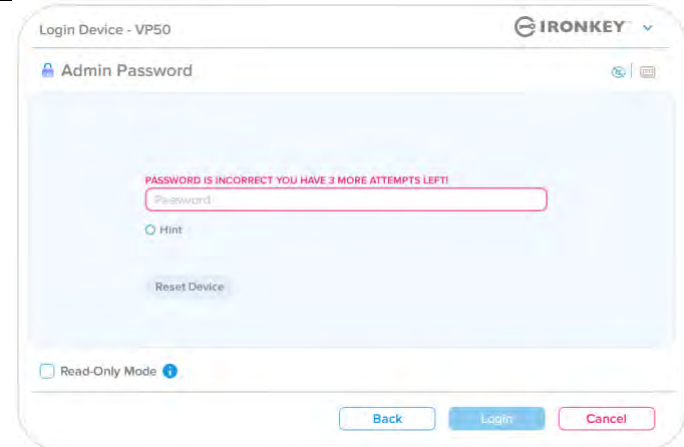 Login Device - VP50
IRONKEY
Admin Password
PASSWORD IS INCORRECT YOU HAVE 3 MORE ATTEMPTS LEFT!
Password
Hint
Reset Device
Read-Only Mode
Back
Login
Cancel